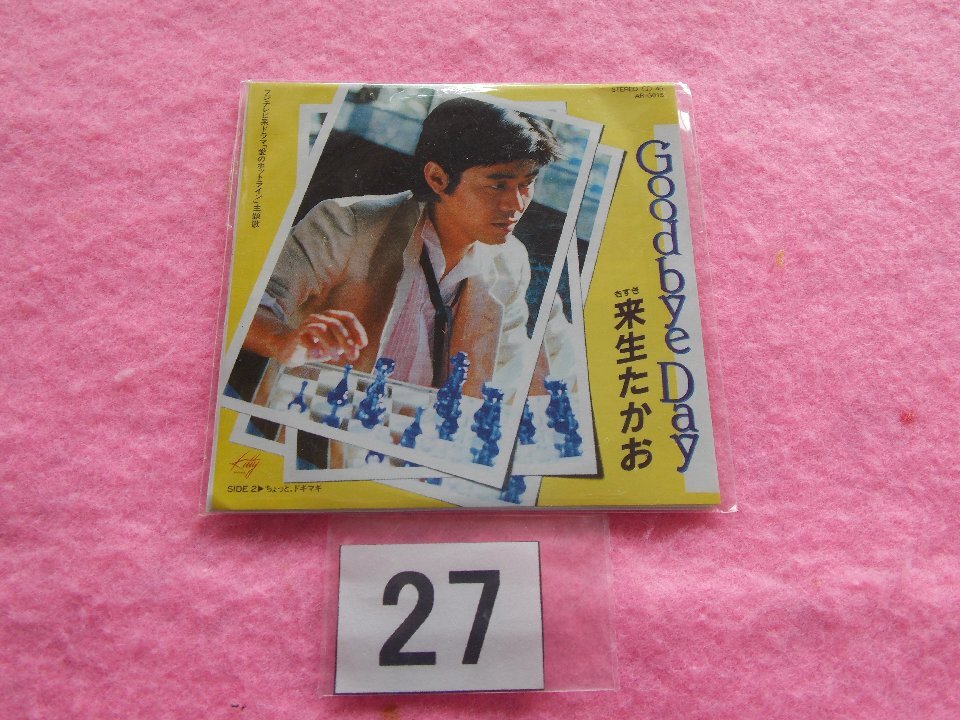 フジテレビ系ドラマ「愛のホットライン」主題歌
STEREO CD 45
Goodbye Day
きすぎ
来生たかお
Kitty
SIDE 2▶ちょっと、ドギマギ
27